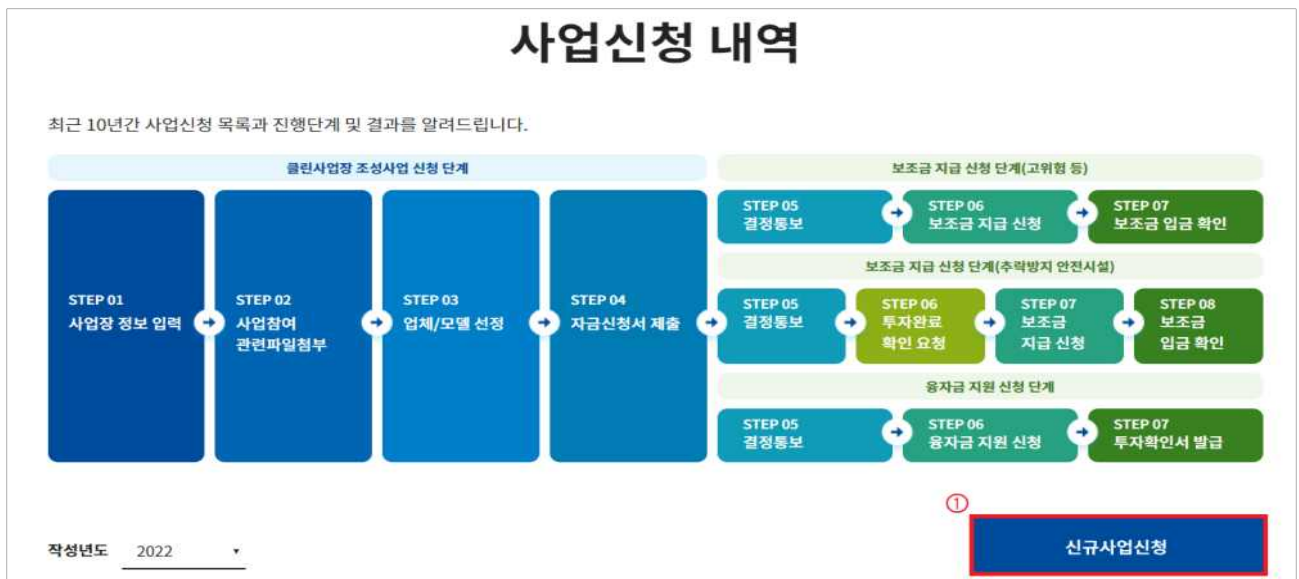 사업신청 내역
최근 10년간 사업신청 목록과 진행단계 및 결과를 알려드립니다.
클린사업장 조성사업 신청 단계
STEP 01
사업장 정보 입력
STEP 02
사업참여
관련파일첨부
STEP 03
업체/모델 선정
STEP 04
자금신청서 제출
보조금 지급 신청 단계(고위험 등)
STEP 05
결정통보
STEP 06
보조금 지급 신청
STEP 07
보조금 입금 확인
보조금 지급 신청 단계(추락방지 안전시설)
STEP 05
결정통보
STEP 06
투자완료
확인 요청
STEP 07
보조금
지급 신청
STEP 08
보조금
입금 확인
융자금 지원 신청 단계
STEP 05
결정통보
STEP 06
융자금 지원 신청
STEP 07
투자확인서 발급
①
작성년도 2022
신규사업신청